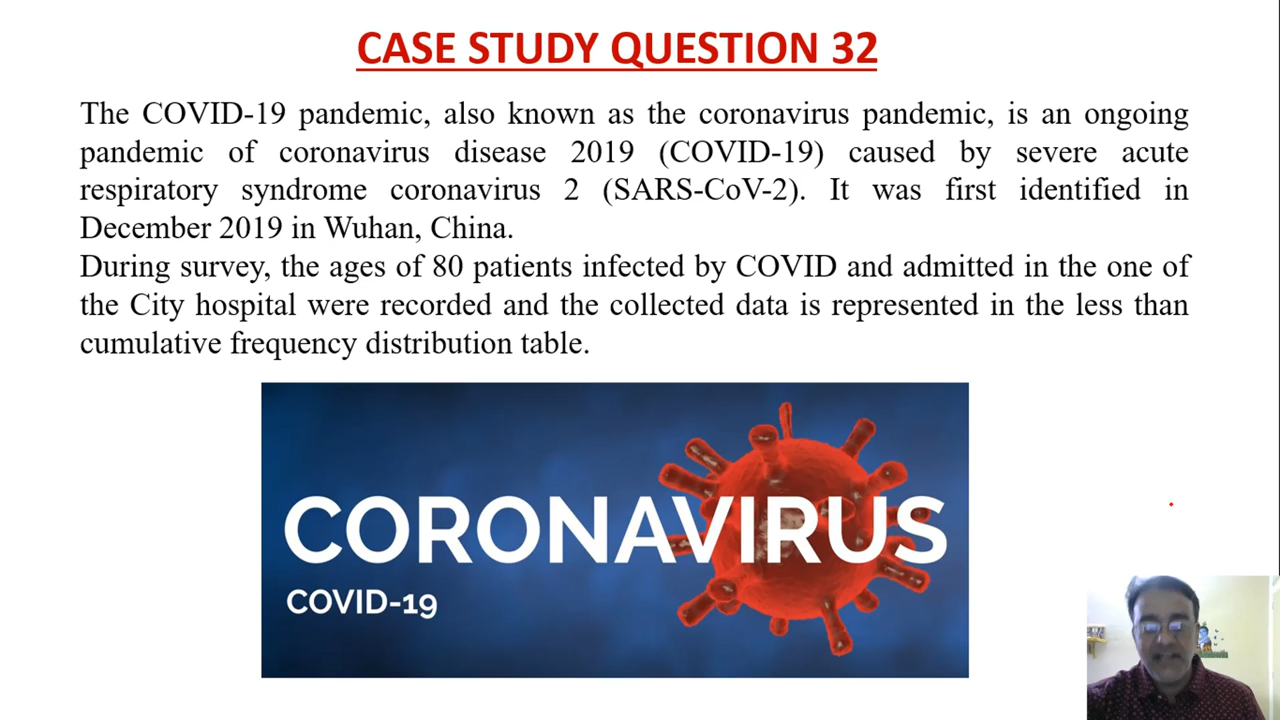 CASE STUDY QUESTION 32
The COVID-19 pandemic, also known as the coronavirus pandemic, is an ongoing
pandemic of coronavirus disease 2019 (COVID-19) caused by severe acute
respiratory syndrome coronavirus 2 (SARS-CoV-2). It was first identified in
December 2019 in Wuhan, China.
During survey, the ages of 80 patients infected by COVID and admitted in the one of
the City hospital were recorded and the collected data is represented in the less than
cumulative frequency distribution table.
CORONAVIRUS
COVID-19